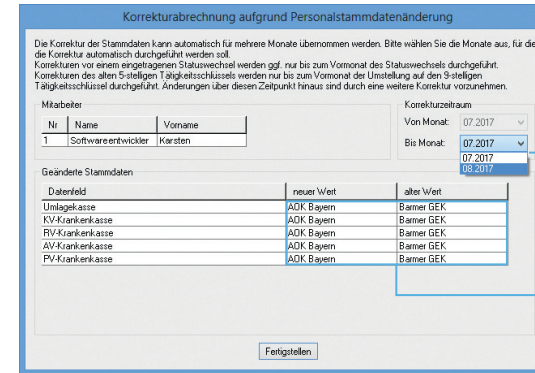 Korrekturabrechnung aufgrund Personalstammdatenänderung
Die Korrektur der Stammdaten kann automatisch für mehrere Monate übernommen werden. Bitte wählen Sie die Monate aus, für die
die Korrektur automatisch durchgeführt werden soll.
Korrekturen vor einem eingetragenen Statuswechsel werden ggf. nur bis zum Vormonat des Statuswechsels durchgeführt.
Korrekturen des alten 5-stelligen Tätigkeitsschlüssels werden nur bis zum Vormonat der Umstellung auf den 9-stelligen
Tätigkeitsschlüssel durchgeführt. Änderungen über diesen Zeitpunkt hinaus sind durch eine weitere Korrektur vorzunehmen.
Mitarbeiter
Nr Name Vorname
1 Softwareentwickler Karsten
Korrekturzeitraum
Von Monat: 07.2017
Bis Monat: 07.2017
07.2017
08.2017
Geänderte Stammdaten
Datenfeld neuer Wert alter Wert
Umlagekasse AOK Bayern Barmer GEK
KV-Krankenkasse AOK Bayern Barmer GEK
RV-Krankenkasse AOK Bayern Barmer GEK
AV-Krankenkasse AOK Bayern Barmer GEK
PV-Krankenkasse AOK Bayern Barmer GEK
Fertigstellen